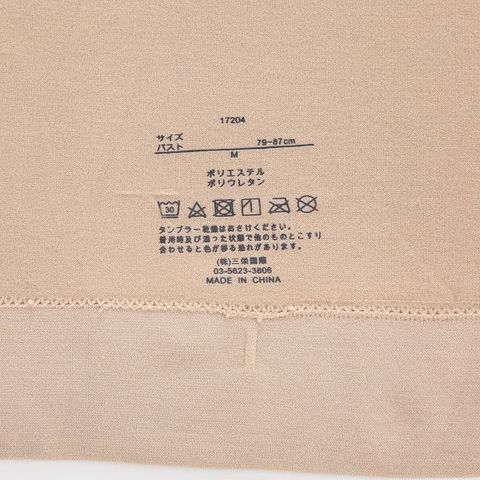 17204
サイズ
バスト 79-87cm
M
ポリエステル
ポリウレタン
30
タンブラー乾燥はおさけください。
着用時及び湿った状態で他のものとこすり
合わせると色が移る恐れがあります。
(株)三栄国際
03-5623-3806
MADE IN CHINA